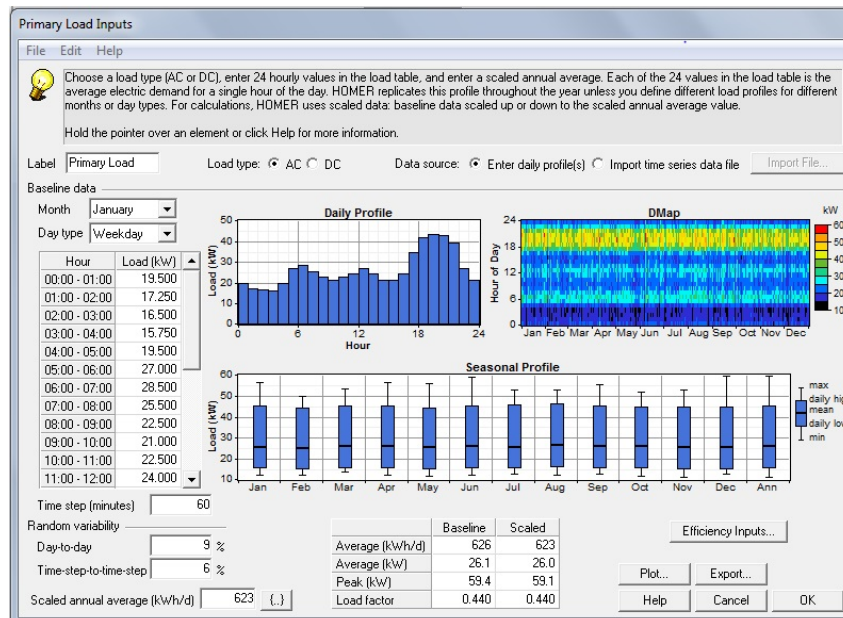 Primary Load Inputs
File Edit Help
Choose a load type (AC or DC), enter 24 hourly values in the load table, and enter a scaled annual average. Each of the 24 values in the load table is the
average electric demand for a single hour of the day. HOMER replicates this profile throughout the year unless you define different load profiles for different
months or day types. For calculations, HOMER uses scaled data: baseline data scaled up or down to the scaled annual average value.
Hold the pointer over an element or click Help for more information.
Label Primary Load Load type: AC DC Data source: Enter daily profile(s) Import time series data file Import File...
Baseline data
Month January
Day type Weekday
Hour Load (kW)
00:00 - 01:00 19.500
01:00 - 02:00 17.250
02:00 - 03:00 16.500
03:00 - 04:00 15.750
04:00 - 05:00 19.500
05:00 - 06:00 27.000
06:00 - 07:00 28.500
07:00 - 08:00 25.500
08:00 - 09:00 22.500
09:00 - 10:00 21.000
10:00 - 11:00 22.500
11:00 - 12:00 24.000
Daily Profile
Load (kW)
50
40
30
20
10
0
0 6 12 18 24
Hour
DMap
Hour of Day
24
18
12
6
0
Jan Feb Mar Apr May Jun Jul Aug Sep Oct Nov Dec
kW
60
50
40
30
20
10
Seasonal Profile
Load (kW)
60
50
40
30
20
10
Jan Feb Mar Apr May Jun Jul Aug Sep Oct Nov Dec Ann
max
daily hig
mean
daily low
min
Time step (minutes) 60
Random variability
Day-to-day 9 %
Time-step-to-time-step 6 %
Scaled annual average (kWh/d) 623 {..}
Baseline Scaled
Average (kWh/d) 626 623
Average (kW) 26.1 26.0
Peak (kW) 59.4 59.1
Load factor 0.440 0.440
Efficiency Inputs...
Plot... Export...
Help Cancel OK